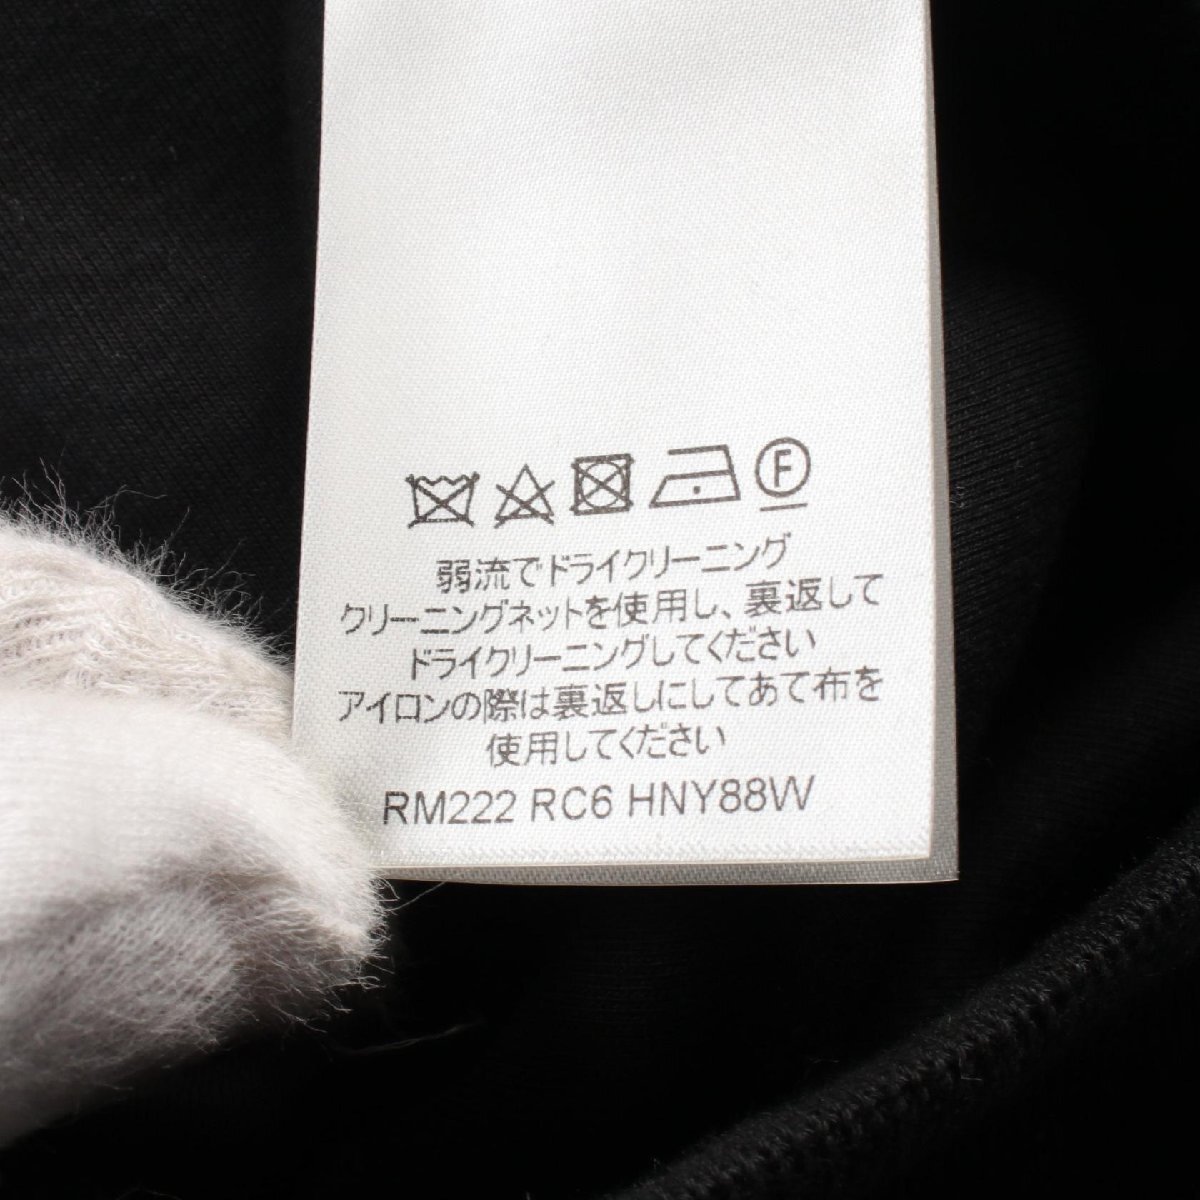 F
弱流でドライクリーニング
クリーニングネットを使用し、裏返して
ドライクリーニングしてください
アイロンの際は裏返しにしてあて布を
使用してください
RM222 RC6 HNY88W